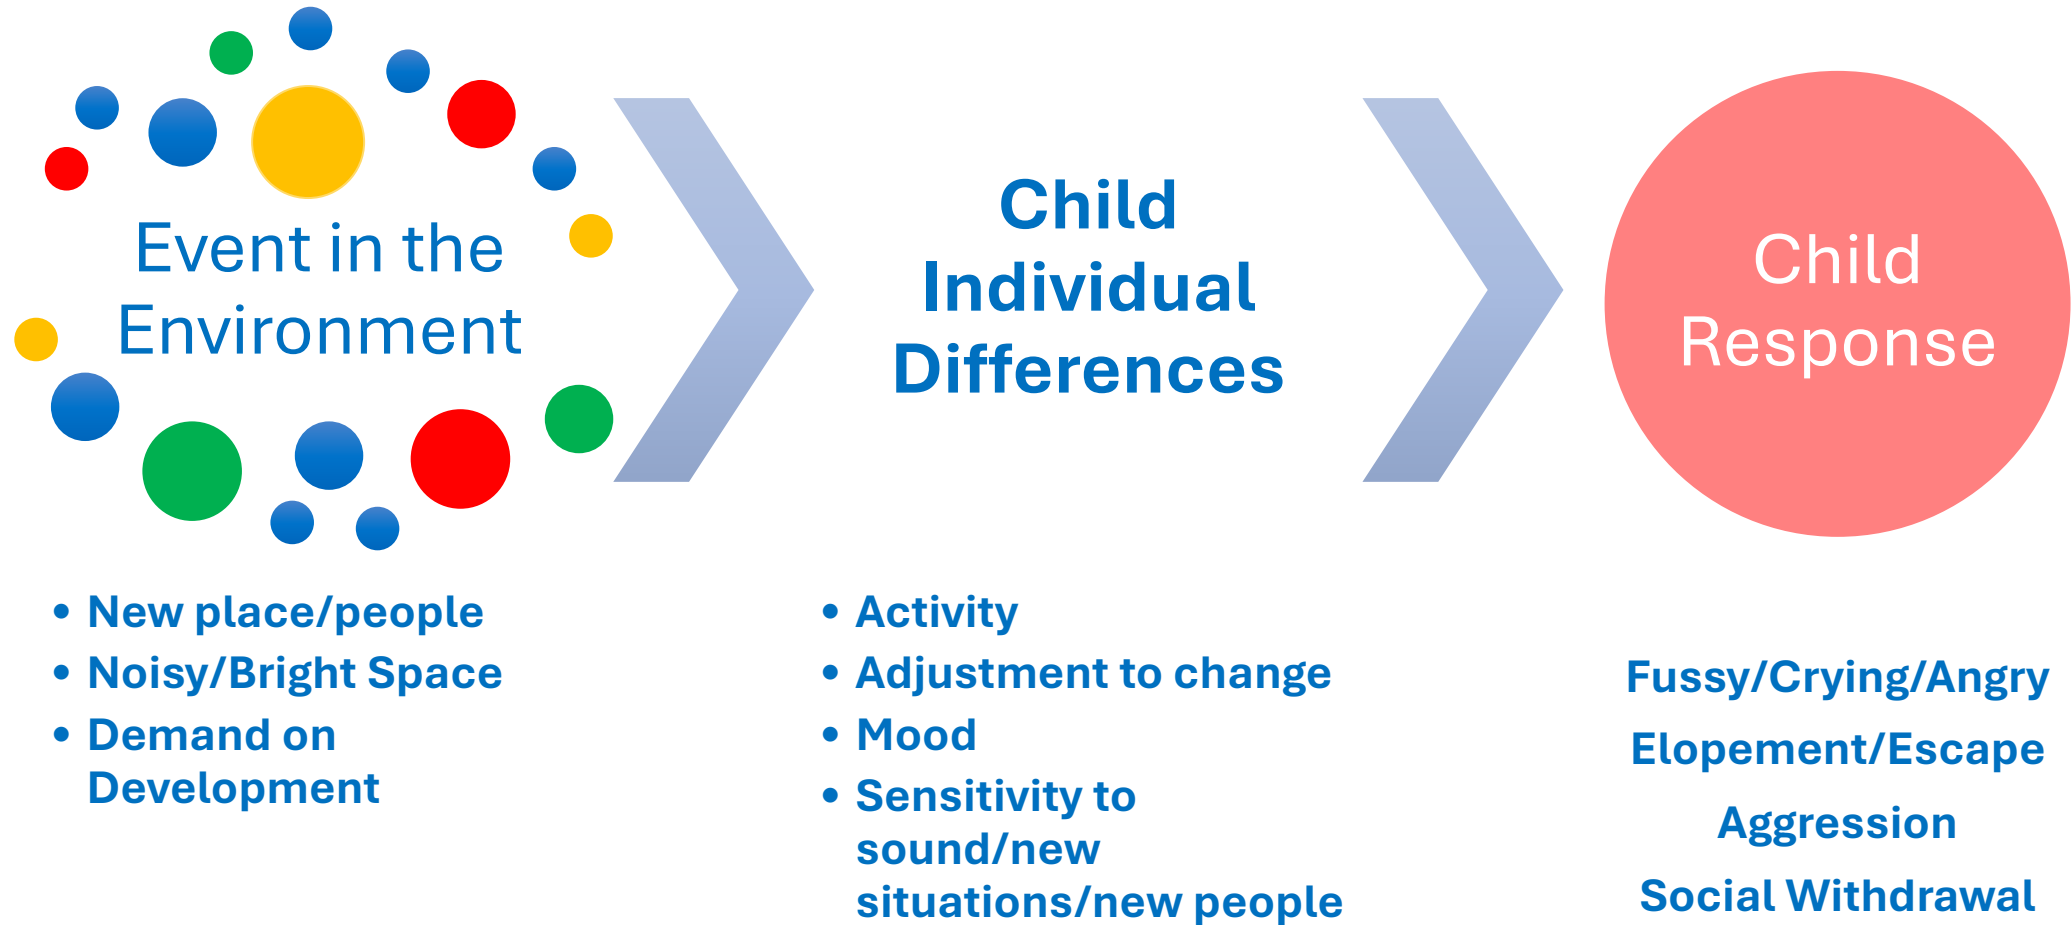 Event in the
Environment
• New place/people
• Noisy/Bright Space
• Demand on
Development
Child
Individual
Differences
• Activity
• Adjustment to change
• Mood
• Sensitivity to
sound/new
situations/new people
Child
Response
Fussy/Crying/Angry
Elopement/Escape
Aggression
Social Withdrawal